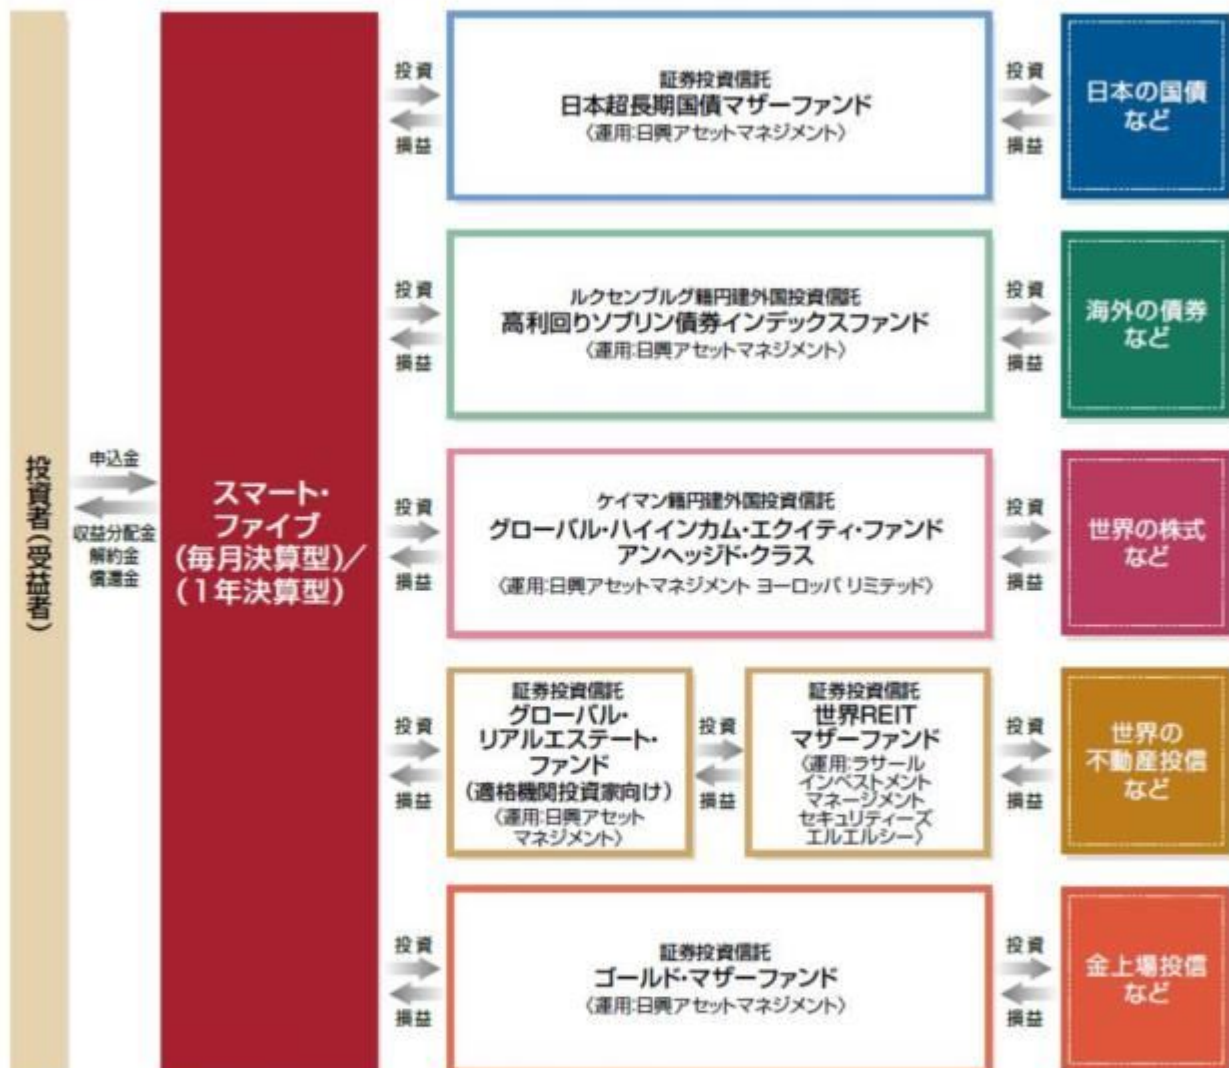 投資者（受益者）
申込金
収益分配金
解約金
償還金
スマート・
ファイブ
（毎月決算型）／
（1年決算型）
投資
損益
証券投資信託
日本超長期国債マザーファンド
〈運用:日興アセットマネジメント〉
投資
損益
日本の国債
など
投資
損益
ルクセンブルグ籍円建外国投資信託
高利回りソブリン債券インデックスファンド
〈運用:日興アセットマネジメント〉
投資
損益
海外の債券
など
投資
損益
ケイマン籍円建外国投資信託
グローバル・ハイインカム・エクイティ・ファンド
アンヘッジド・クラス
〈運用:日興アセットマネジメント ヨーロッパ リミテッド〉
投資
損益
世界の株式
など
投資
損益
証券投資信託
グローバル・
リアルエステート・
ファンド
（適格機関投資家向け）
〈運用:日興アセット
マネジメント〉
投資
損益
証券投資信託
世界REIT
マザーファンド
〈運用:ラサール
インベストメント
マネージメント
セキュリティーズ
エルエルシー〉
投資
損益
世界の
不動産投信
など
投資
損益
証券投資信託
ゴールド・マザーファンド
〈運用:日興アセットマネジメント〉
投資
損益
金上場投信
など